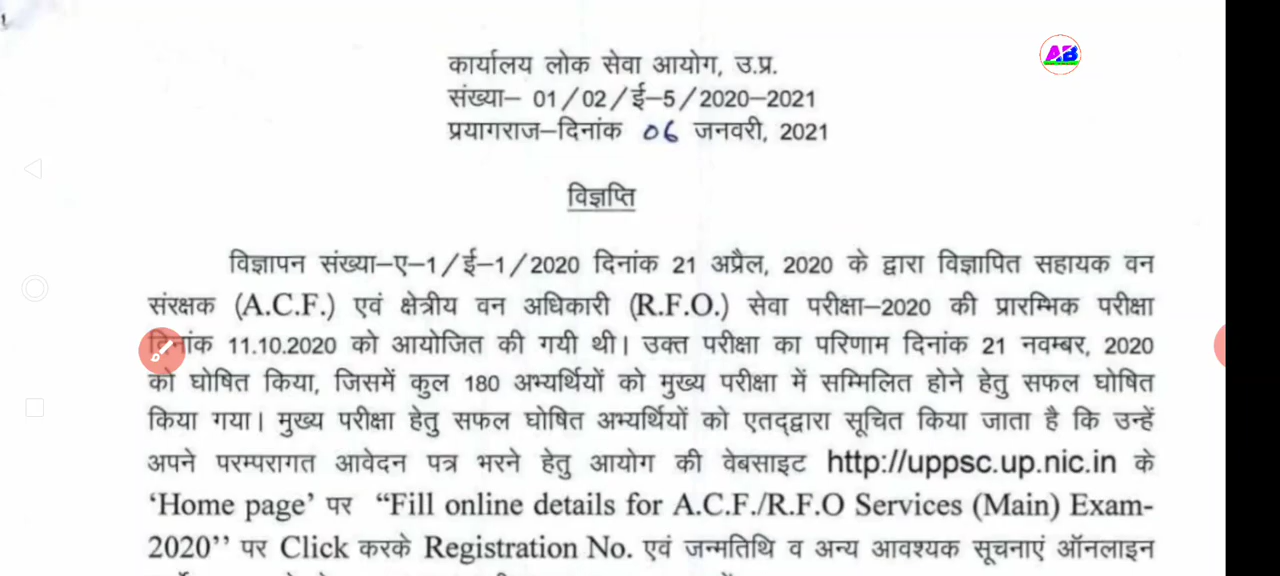 AB
कार्यालय लोक सेवा आयोग, उ.प्र.
संख्या– 01/02/ई–5/2020–2021
प्रयागराज–दिनांक 06 जनवरी, 2021
विज्ञप्ति
विज्ञापन संख्या–ए–1/ई–1/2020 दिनांक 21 अप्रैल, 2020 के द्वारा विज्ञापित सहायक वन
संरक्षक (A.C.F.) एवं क्षेत्रीय वन अधिकारी (R.F.O.) सेवा परीक्षा–2020 की प्रारम्भिक परीक्षा
दिनांक 11.10.2020 को आयोजित की गयी थी। उक्त परीक्षा का परिणाम दिनांक 21 नवम्बर, 2020
को घोषित किया, जिसमें कुल 180 अभ्यर्थियों को मुख्य परीक्षा में सम्मिलित होने हेतु सफल घोषित
किया गया। मुख्य परीक्षा हेतु सफल घोषित अभ्यर्थियों को एतद्द्वारा सूचित किया जाता है कि उन्हें
अपने परम्परागत आवेदन पत्र भरने हेतु आयोग की वेबसाइट http://uppsc.up.nic.in के
‘Home page’ पर “Fill online details for A.C.F./R.F.O Services (Main) Exam-
2020” पर Click करके Registration No. एवं जन्मतिथि व अन्य आवश्यक सूचनाएं ऑनलाइन